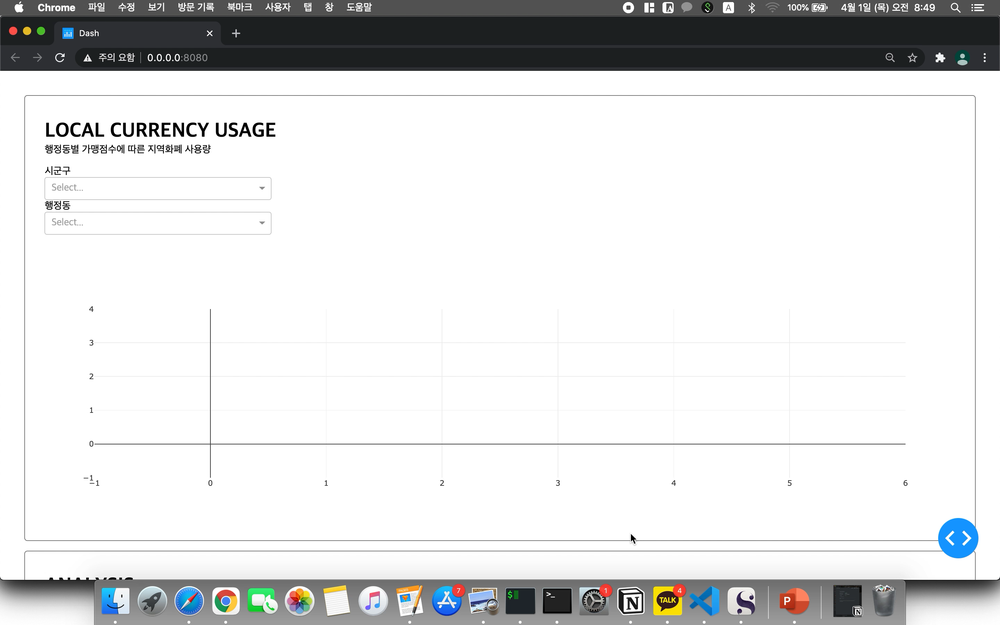 Chrome 파일 수정 보기 방문 기록 북마크 사용자 탭 창 도움말 A A 100% 4월 1일 (목) 오전 8:49
Dash
주의 요함 0.0.0.0:8080
LOCAL CURRENCY USAGE
행정동별 가맹점수에 따른 지역화폐 사용량
시군구
Select...
행정동
Select...
4
3
2
1
0
−1
−1 0 1 2 3 4 5 6
ANALYSIS
7 1 4
PAGES $ >_ N TALK P N